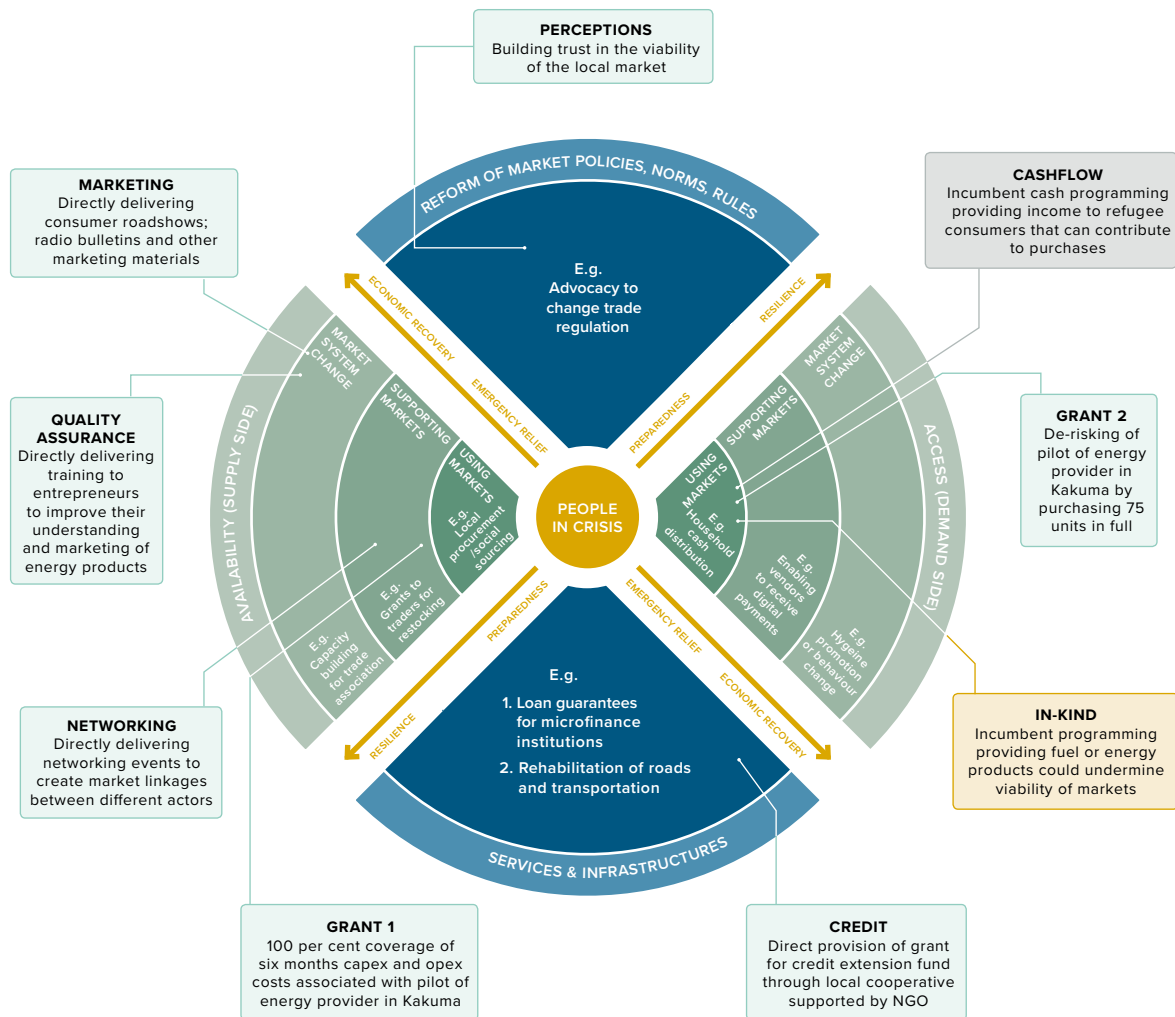 PERCEPTIONS
Building trust in the viability
of the local market
MARKETING
Directly delivering
consumer roadshows;
radio bulletins and other
marketing materials
CASHFLOW
Incumbent cash programming
providing income to refugee
consumers that can contribute
to purchases
QUALITY
ASSURANCE
Directly delivering
training to
entrepreneurs
to improve their
understanding
and marketing of
energy products
GRANT 2
De-risking of
pilot of energy
provider in
Kakuma by
purchasing 75
units in full
NETWORKING
Directly delivering
networking events to
create market linkages
between different actors
IN-KIND
Incumbent programming
providing fuel or energy
products could undermine
viability of markets
GRANT 1
100 per cent coverage of
six months capex and opex
costs associated with pilot of
energy provider in Kakuma
CREDIT
Direct provision of grant
for credit extension fund
through local cooperative
supported by NGO
REFORM OF MARKET POLICIES, NORMS, RULES
E.g.
Advocacy to
change trade
regulation
ECONOMIC RECOVERY
EMERGENCY RELIEF
RESILIENCE
PREPAREDNESS
AVAILABILITY (SUPPLY SIDE)
MARKET
SYSTEM
CHANGE
SUPPORTING
MARKETS
USING
MARKETS
E.g.
Local
procurement
/social
sourcing
E.g.
Grants to
traders for
restocking
E.g.
Capacity
building
for trade
association
PEOPLE
IN CRISIS
ACCESS (DEMAND SIDE)
MARKET
SYSTEM
CHANGE
SUPPORTING
MARKETS
USING
MARKETS
E.g.
Household
cash
distribution
E.g.
Enabling
vendors
to receive
digital
payments
E.g.
Hygeine
promotion
or behaviour
change
PREPAREDNESS
RESILIENCE
EMERGENCY RELIEF
ECONOMIC RECOVERY
E.g.
1. Loan guarantees
for microfinance
institutions
2. Rehabilitation of roads
and transportation
SERVICES & INFRASTRUCTURES